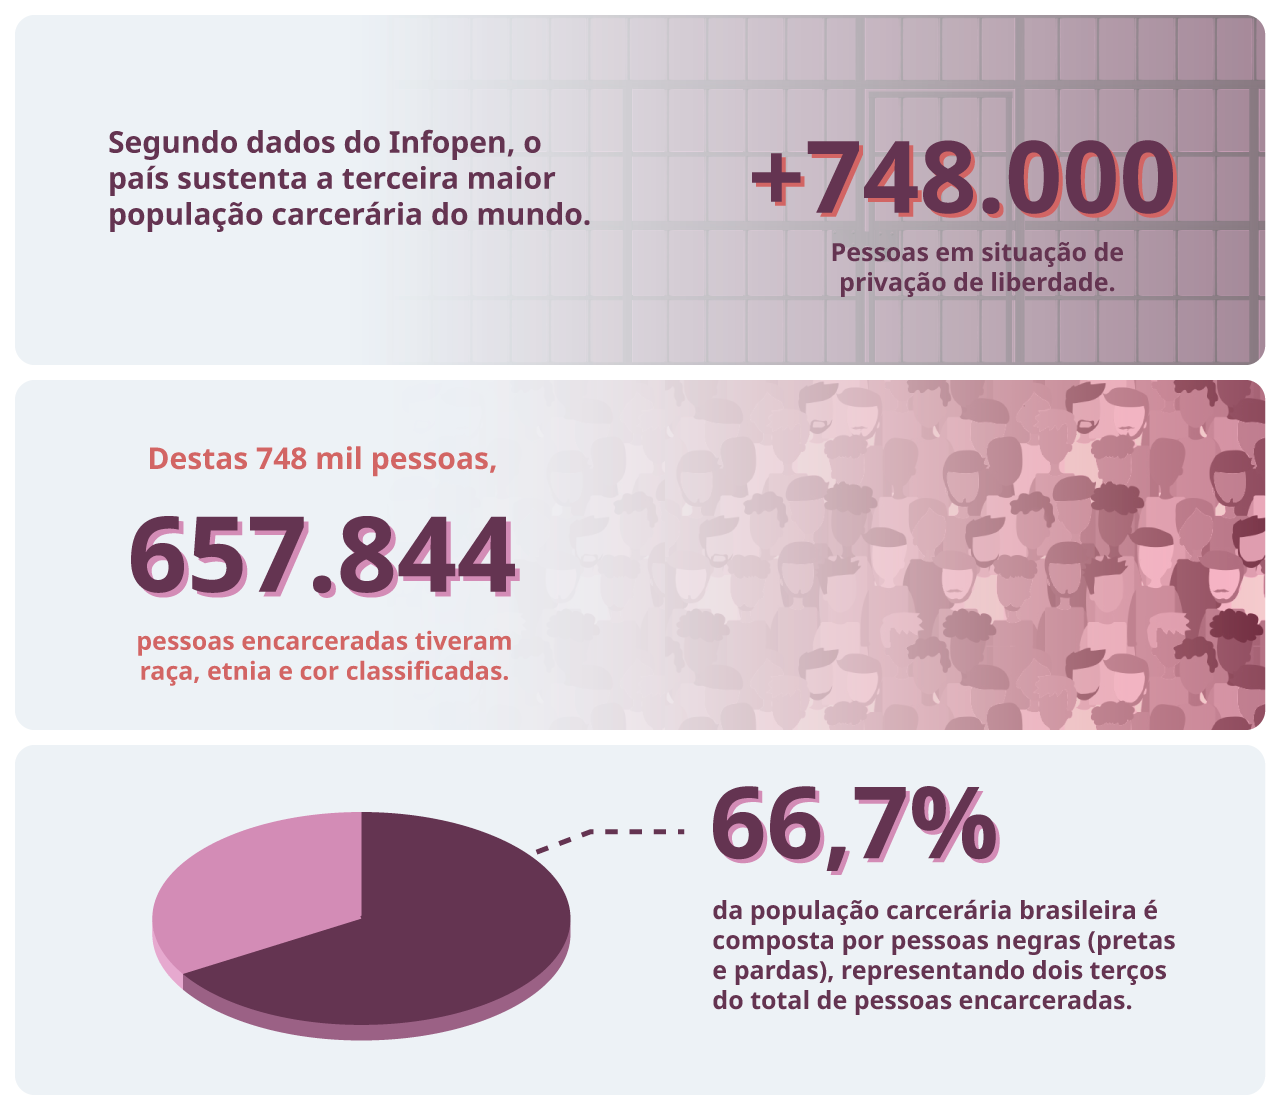 Segundo dados do Infopen, o
país sustenta a terceira maior
população carcerária do mundo.
+748.000
Pessoas em situação de
privação de liberdade.
Destas 748 mil pessoas,
657.844
pessoas encarceradas tiveram
raça, etnia e cor classificadas.
66,7%
da população carcerária brasileira é
composta por pessoas negras (pretas
e pardas), representando dois terços
do total de pessoas encarceradas.